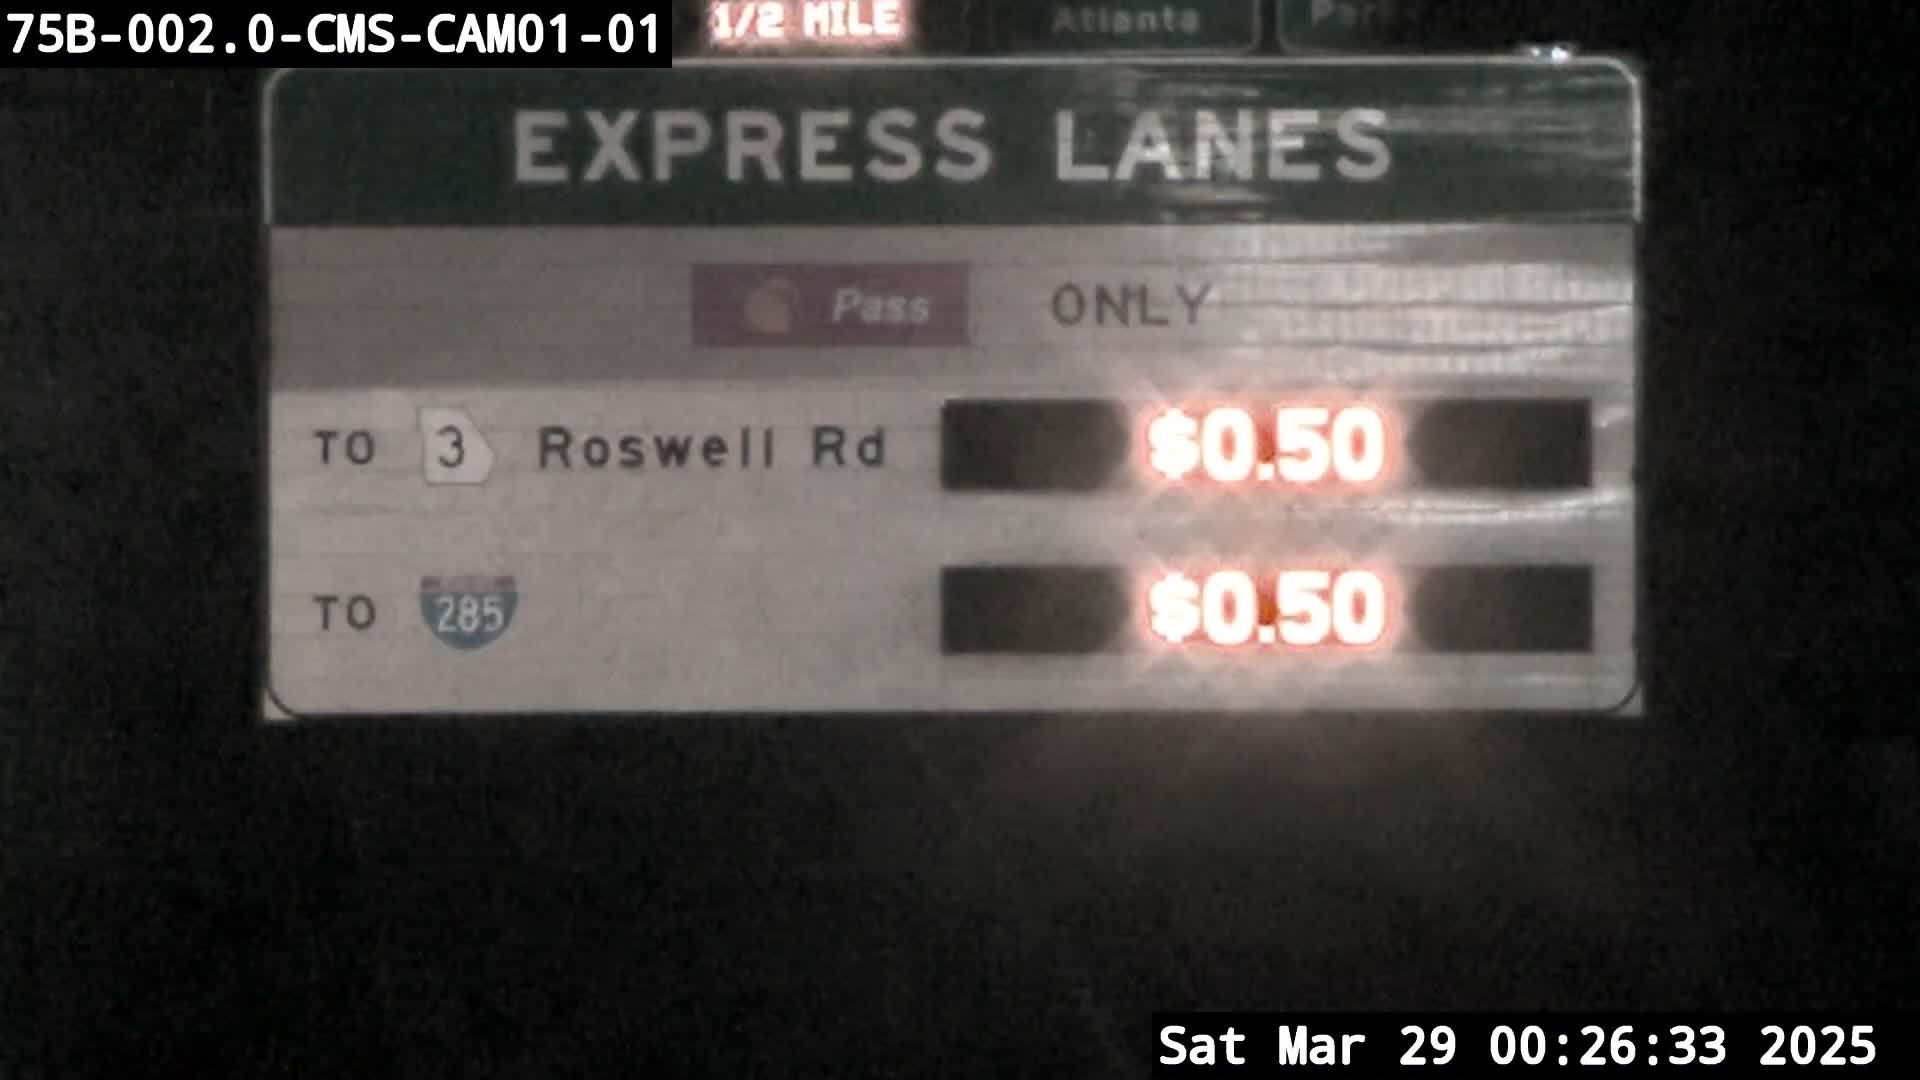 75B-002.0-CMS-CAM01-01
1/2 MILE
Atlanta
EXPRESS LANES
Pass ONLY
TO 3 Roswell Rd $0.50
TO 285 $0.50
Sat Mar 29 00:26:33 2025